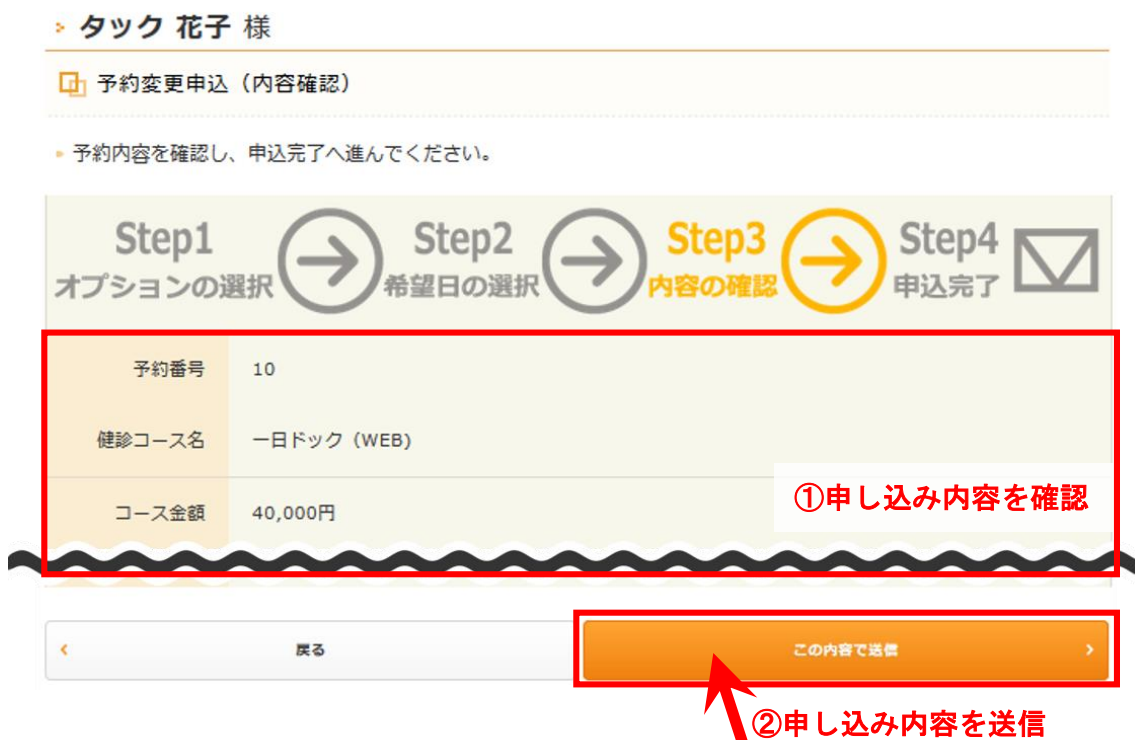 タック 花子 様
予約変更申込（内容確認）
予約内容を確認し、申込完了へ進んでください。
Step1 Step2 Step3 Step4
オプションの選択 希望日の選択 内容の確認 申込完了
予約番号 10
健診コース名 一日ドック（WEB)
コース金額 40,000円
①申し込み内容を確認
戻る この内容で送信
②申し込み内容を送信